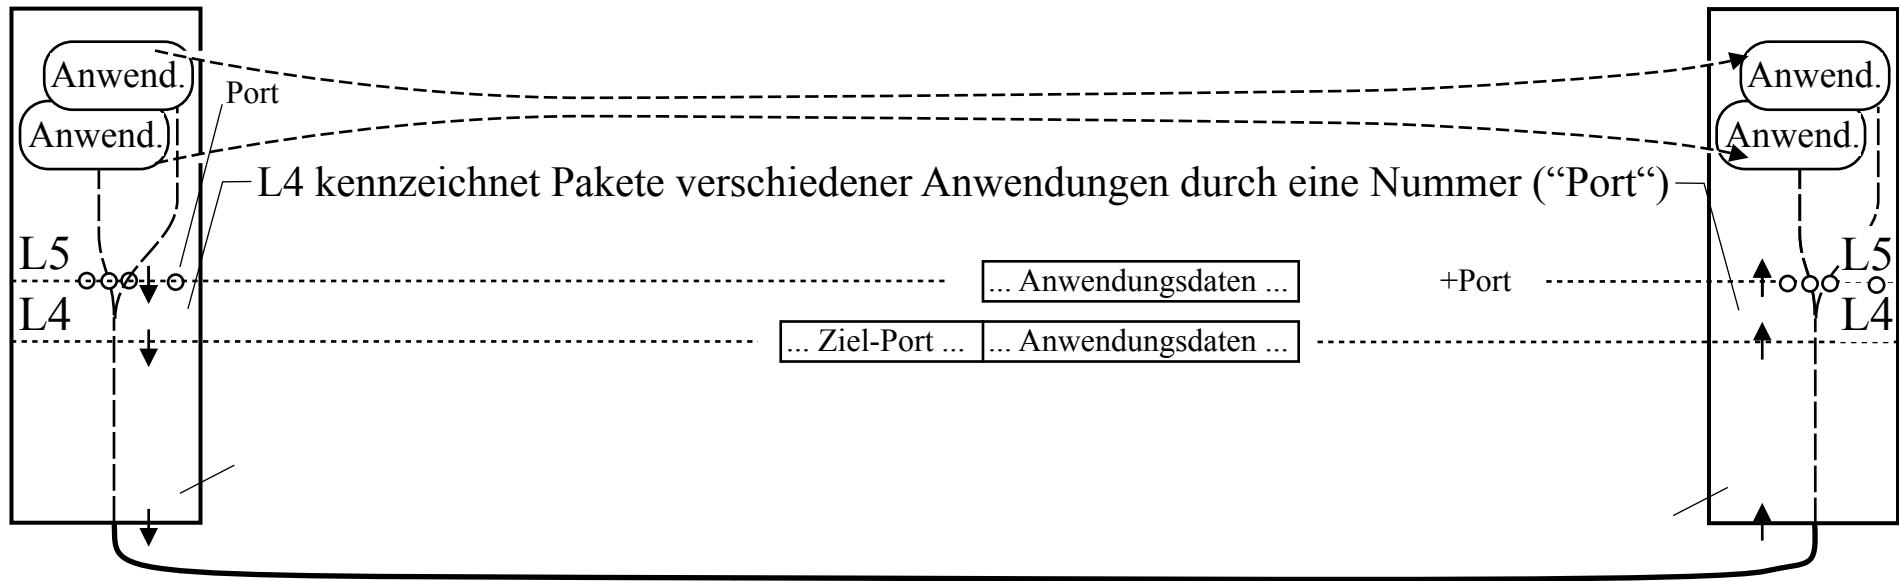 Anwend.
Anwend.
Port
Anwend.
Anwend.
L4 kennzeichnet Pakete verschiedener Anwendungen durch eine Nummer (“Port“)
L5
... Anwendungsdaten ...
+Port
L5
L4
... Ziel-Port ... ... Anwendungsdaten ...
L4